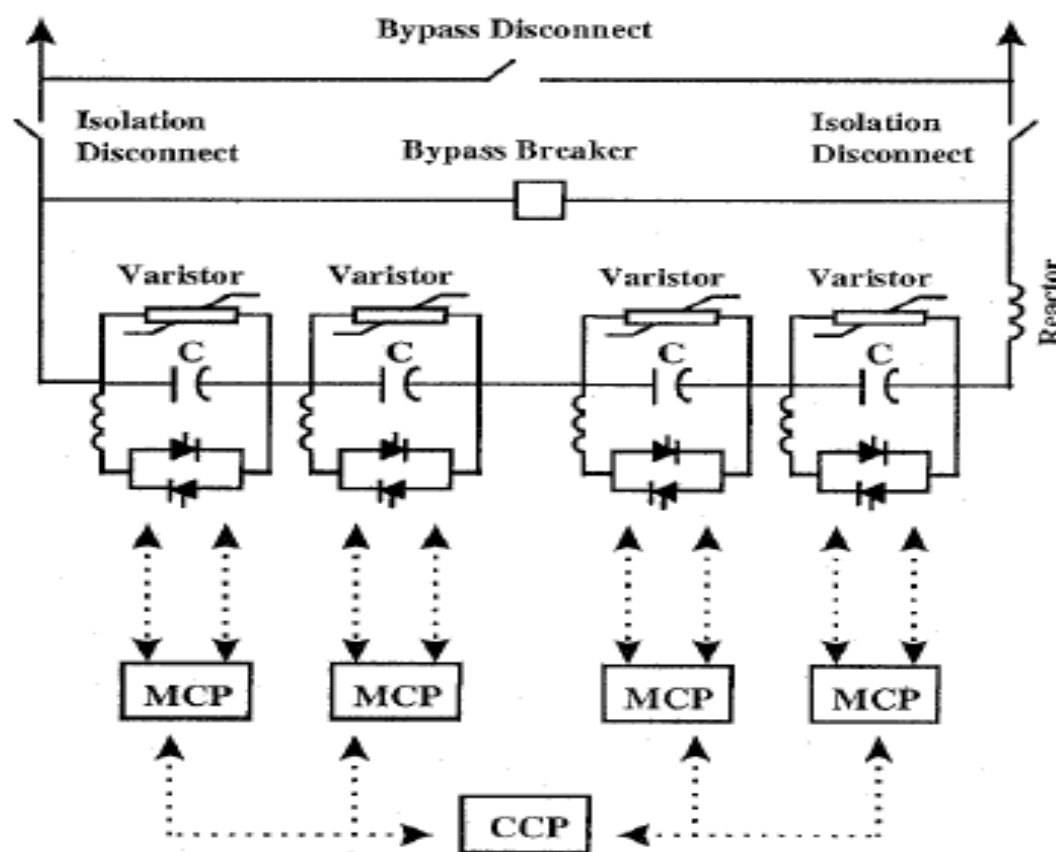 Bypass Disconnect
Isolation
Disconnect
Isolation
Disconnect
Bypass Breaker
Varistor
Varistor
Varistor
Varistor
Reactor
C
C
C
C
MCP
MCP
MCP
MCP
CCP